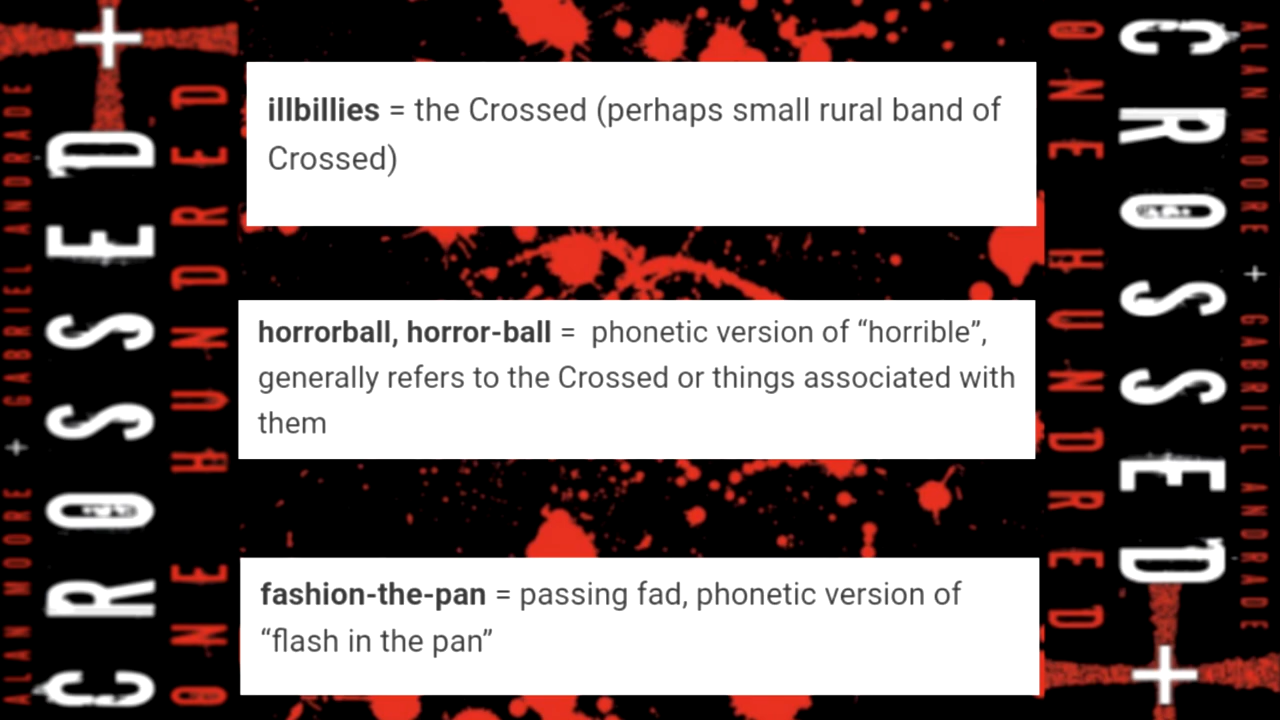 ALAN MOORE + GABRIEL ANDRADE
CROSSED
ONE HUNDRED
illbillies = the Crossed (perhaps small rural band of
Crossed)
horrorball, horror-ball = phonetic version of “horrible”,
generally refers to the Crossed or things associated with
them
fashion-the-pan = passing fad, phonetic version of
“flash in the pan”
ONE HUNDRED
CROSSED
ALAN MOORE + GABRIEL ANDRADE